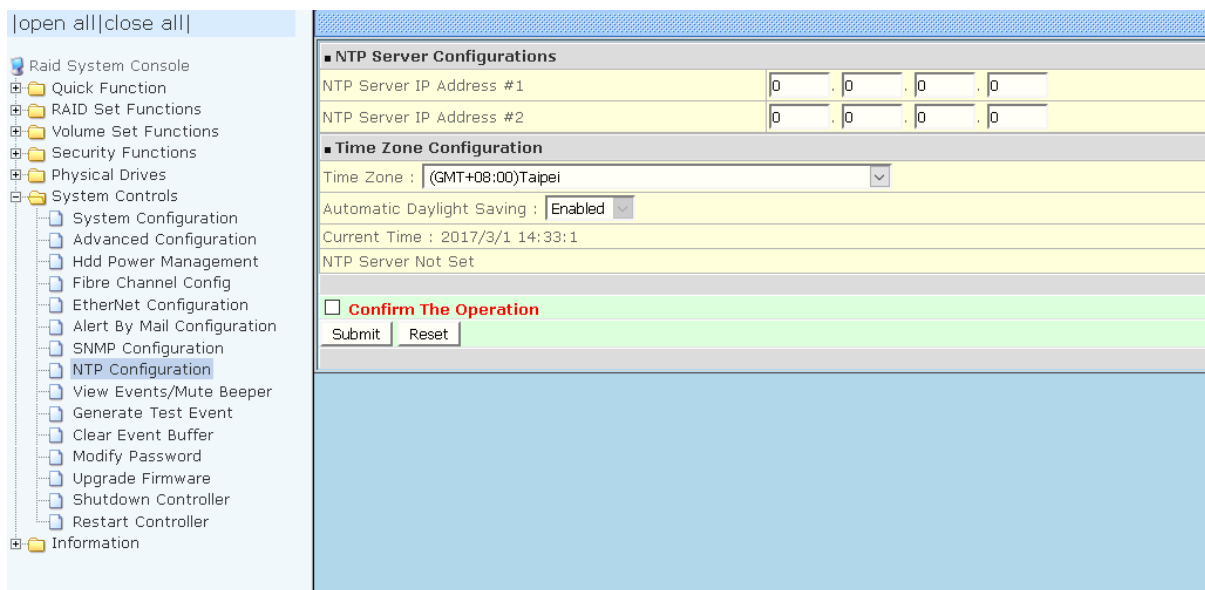 |open all|close all|
Raid System Console
Quick Function
RAID Set Functions
Volume Set Functions
Security Functions
Physical Drives
System Controls
System Configuration
Advanced Configuration
Hdd Power Management
Fibre Channel Config
EtherNet Configuration
Alert By Mail Configuration
SNMP Configuration
NTP Configuration
View Events/Mute Beeper
Generate Test Event
Clear Event Buffer
Modify Password
Upgrade Firmware
Shutdown Controller
Restart Controller
Information
NTP Server Configurations
NTP Server IP Address #1 0 . 0 . 0 . 0
NTP Server IP Address #2 0 . 0 . 0 . 0
Time Zone Configuration
Time Zone : (GMT+08:00)Taipei
Automatic Daylight Saving : Enabled
Current Time : 2017/3/1 14:33:1
NTP Server Not Set
Confirm The Operation
Submit Reset